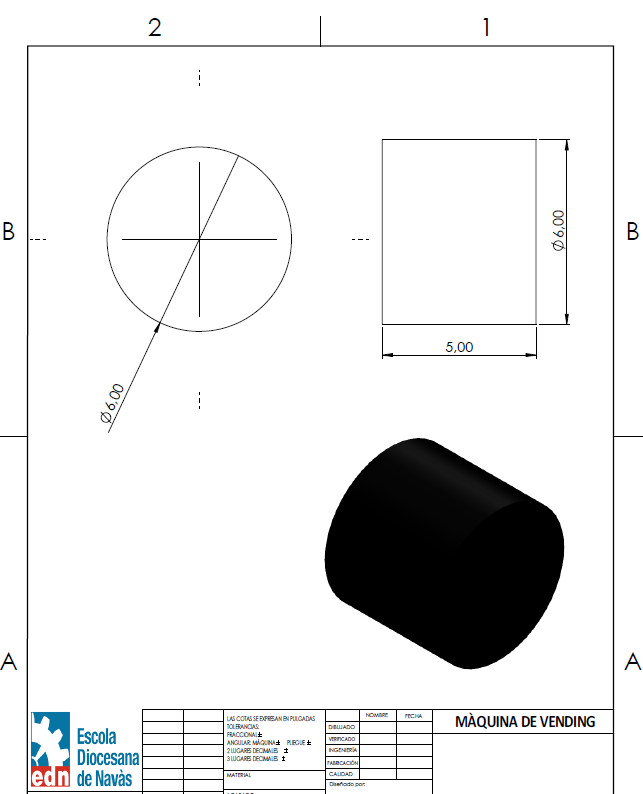 2 1
B B
Ø6,00
Ø6,00
5,00
A A
edn
Escola
Diocesana
de Navàs
LAS COTAS SE EXPRESAN EN PULGADAS
TOLERANCIAS:
FRACCIONAL±
ANGULAR: MÁQUINA± PLIEGUE ±
2 LUGARES DECIMALES ±
3 LUGARES DECIMALES ±
MATERIAL
NOMBRE FECHA
DIBUJADO
VERIFICADO
INGENIERÍA
FABRICACIÓN
CALIDAD
Diseñado por:
MÀQUINA DE VENDING